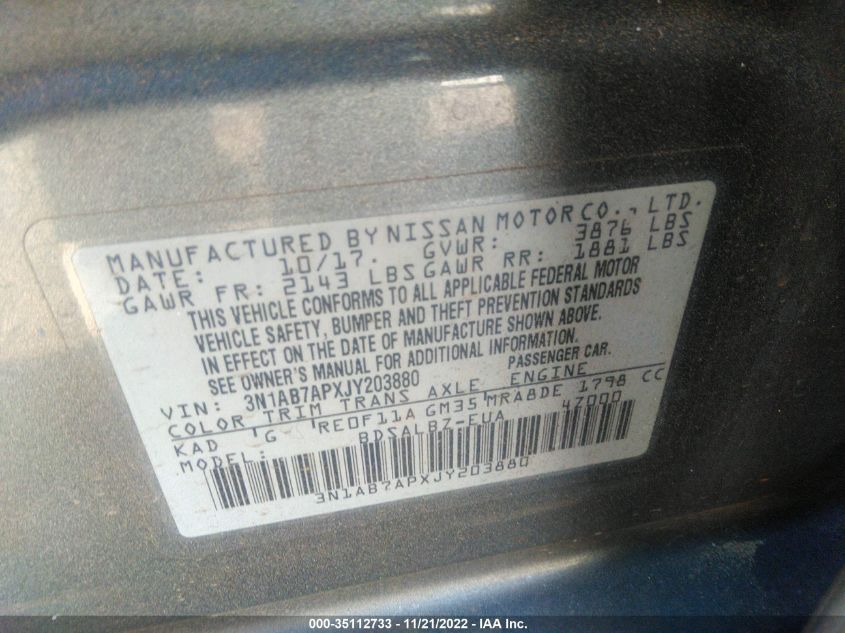 MANUFACTURED BY NISSAN MOTOR CO., LTD.
DATE: 10/17. GVWR: 3876 LBS
GAWR FR: 2143 LBS GAWR RR: 1881 LBS
THIS VEHICLE CONFORMS TO ALL APPLICABLE FEDERAL MOTOR
VEHICLE SAFETY, BUMPER AND THEFT PREVENTION STANDARDS
IN EFFECT ON THE DATE OF MANUFACTURE SHOWN ABOVE.
SEE OWNER'S MANUAL FOR ADDITIONAL INFORMATION.
VIN: 3N1AB7APXJY203880 PASSENGER CAR.
COLOR TRIM TRANS AXLE ENGINE
KAD 'G RE0F11A GM35 MRA8DE 1798 CC
MODEL: BDSALB7-EUA 47000
3N1AB7APXJY203880
000-35112733 - 11/21/2022 - IAA Inc.